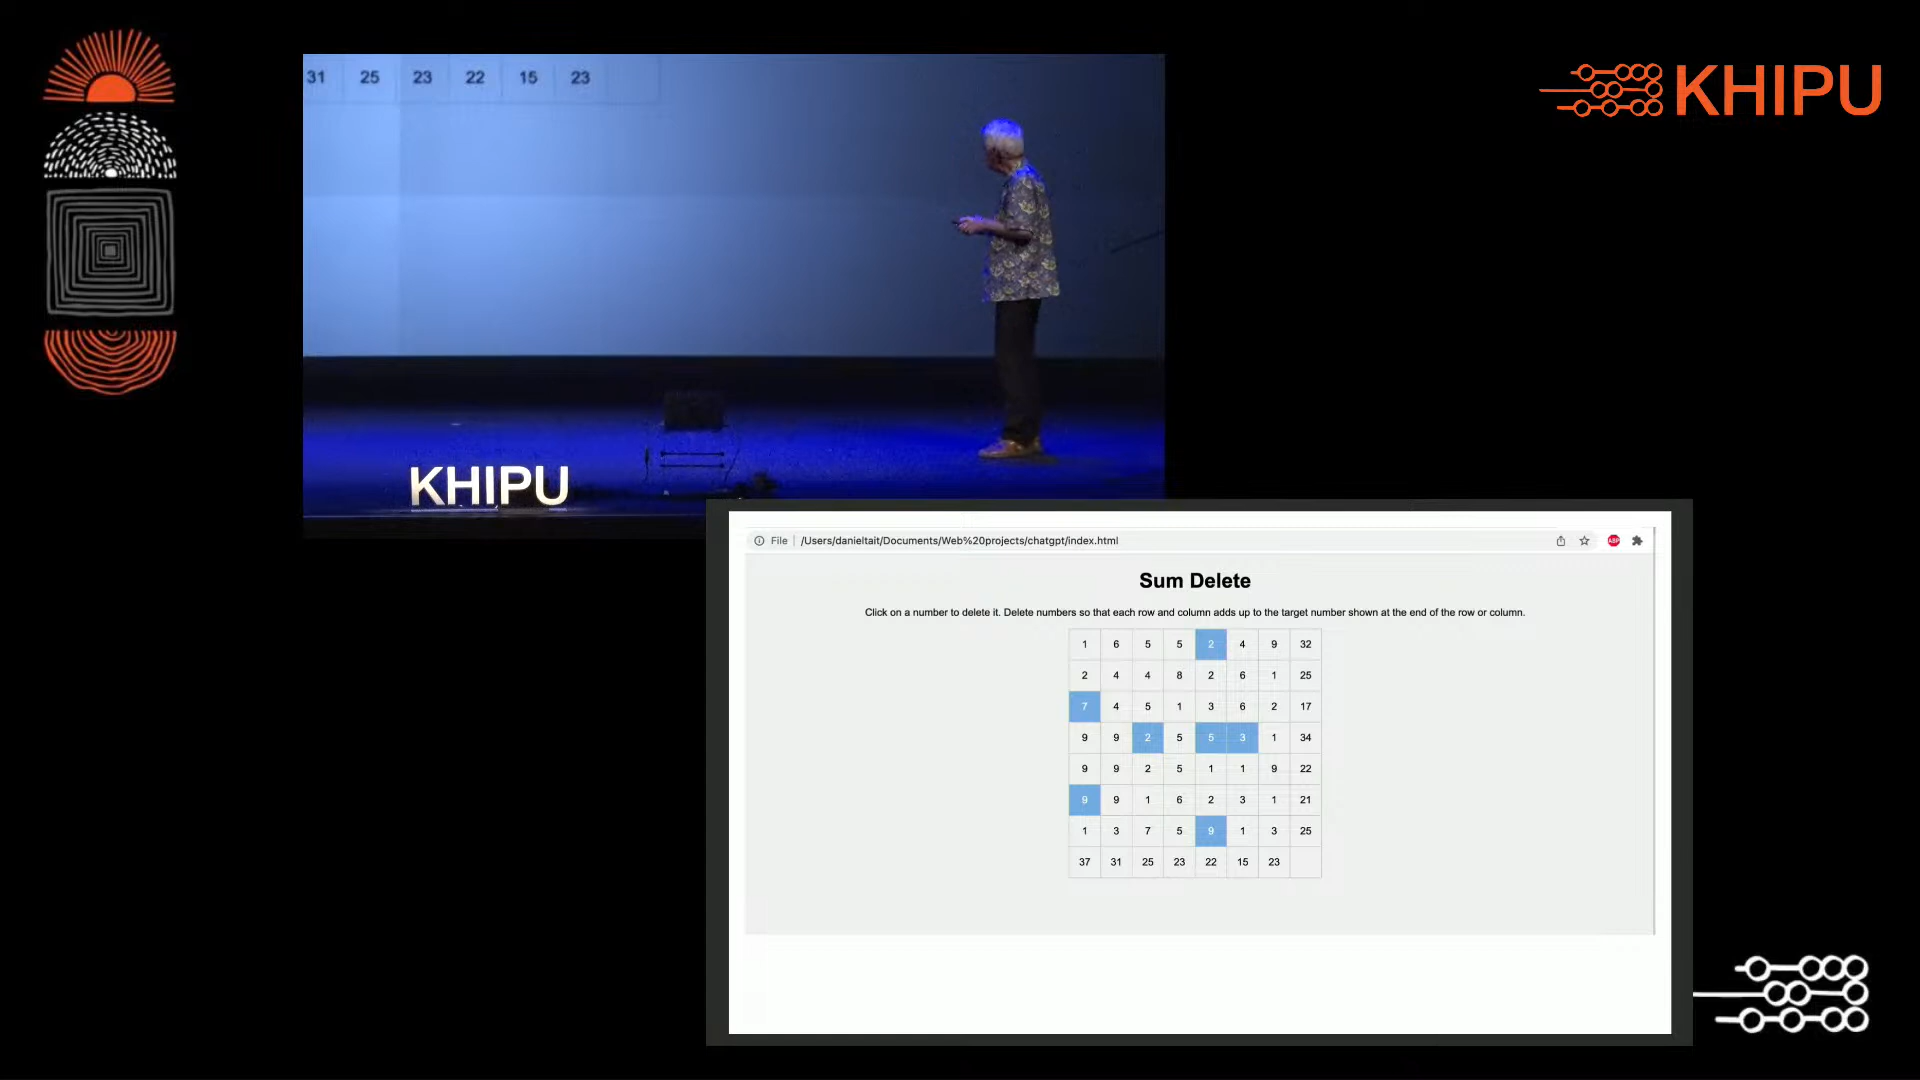 KHIPU
31 25 23 22 15 23
KHIPU
File /Users/danieltait/Documents/Web%20projects/chatgpt/index.html
ABP
Sum Delete
Click on a number to delete it. Delete numbers so that each row and column adds up to the target number shown at the end of the row or column.
1 6 5 5 2 4 9 32
2 4 4 8 2 6 1 25
7 4 5 1 3 6 2 17
9 9 2 5 5 3 1 34
9 9 2 5 1 1 9 22
9 9 1 6 2 3 1 21
1 3 7 5 9 1 3 25
37 31 25 23 22 15 23